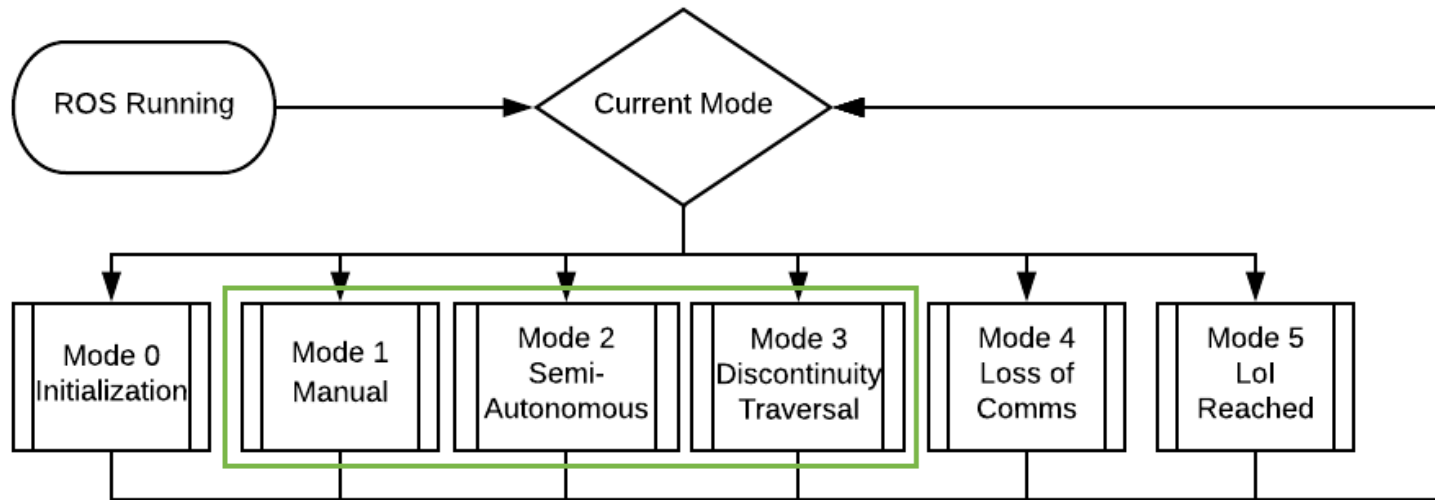 ROS Running
Current Mode
Mode 0
Initialization
Mode 1
Manual
Mode 2
Semi-
Autonomous
Mode 3
Discontinuity
Traversal
Mode 4
Loss of
Comms
Mode 5
LoI
Reached